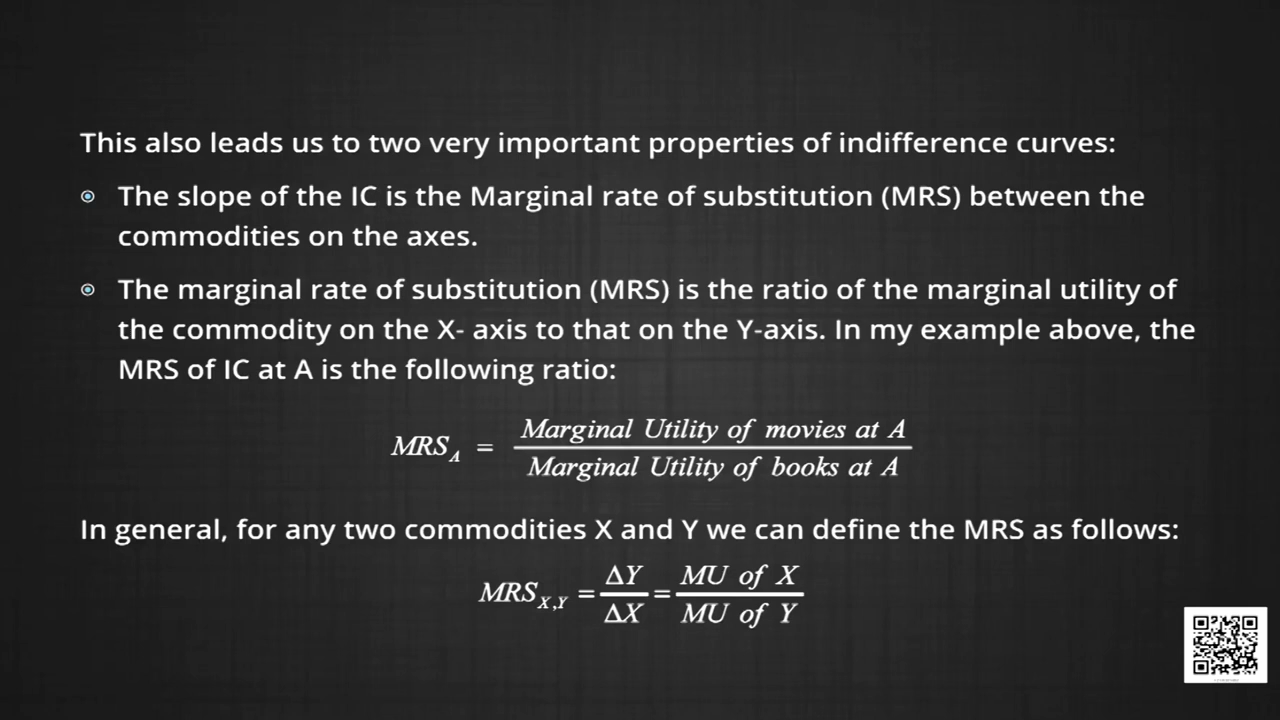 This also leads us to two very important properties of indifference curves:
The slope of the IC is the Marginal rate of substitution (MRS) between the
commodities on the axes.
The marginal rate of substitution (MRS) is the ratio of the marginal utility of
the commodity on the X- axis to that on the Y-axis. In my example above, the
MRS of IC at A is the following ratio:
MRS_A = Marginal Utility of movies at A / Marginal Utility of books at A
In general, for any two commodities X and Y we can define the MRS as follows:
MRS_X,Y = ΔY / ΔX = MU of X / MU of Y